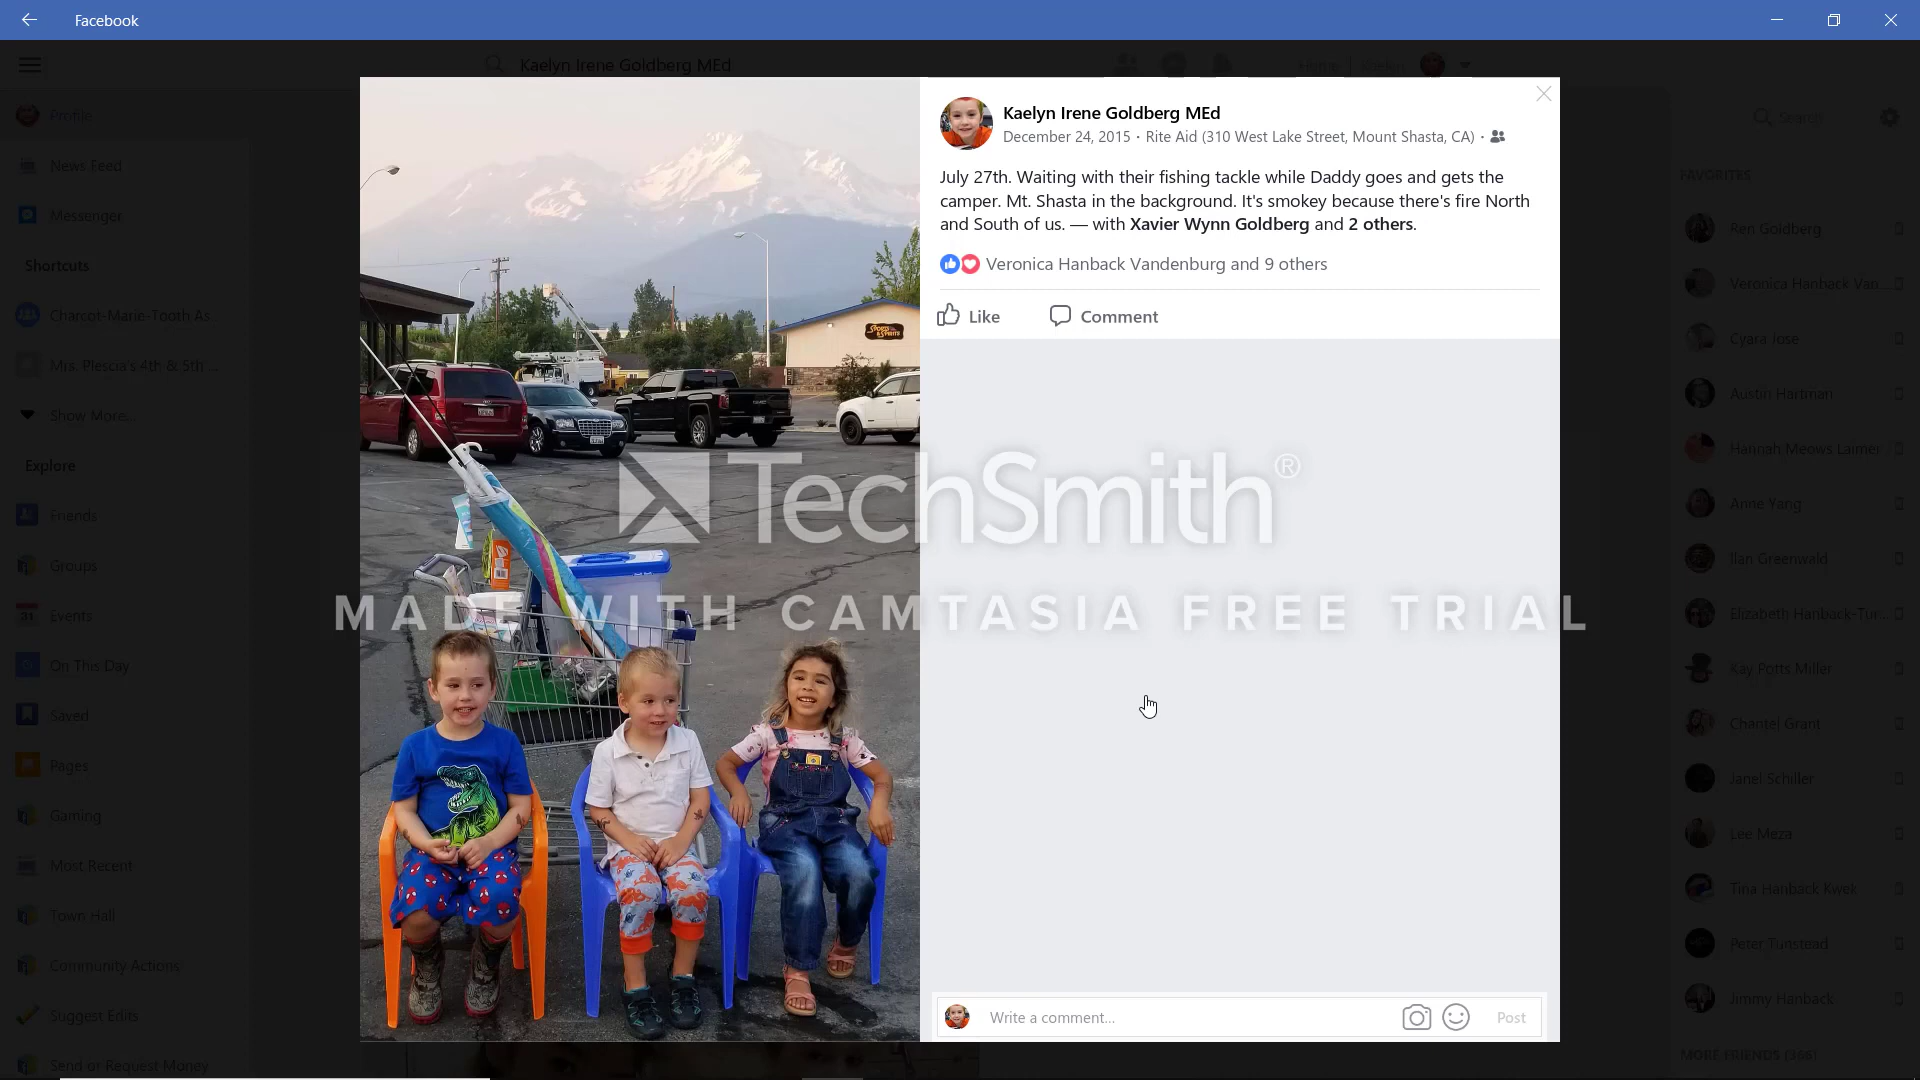 Facebook
Kaelyn Irene Goldberg MEd
Home
Profile
Search
News Feed
Messenger
Shortcuts
Charcot-Marie-Tooth As
Mrs. Plescia's 4th & 5th ...
Show More...
Explore
Friends
Groups
Events
On This Day
Saved
Pages
Gaming
Most Recent
Town Hall
Community Actions
Suggest Edits
Send or Request Money
SPORTS & SPIRITS
Kaelyn Irene Goldberg MEd
December 24, 2015 · Rite Aid (310 West Lake Street, Mount Shasta, CA) ·
July 27th. Waiting with their fishing tackle while Daddy goes and gets the
camper. Mt. Shasta in the background. It's smokey because there's fire North
and South of us. — with Xavier Wynn Goldberg and 2 others.
Veronica Hanback Vandenburg and 9 others
Like Comment
TechSmith®
MADE WITH CAMTASIA FREE TRIAL
Write a comment...
Post
FAVORITES
Ren Goldberg
Veronica Hanback Van...
Cyara Jose
Austin Hartman
Hannah Meows Laimer
Anne Yang
Ilan Greenwald
Elizabeth Hanback-Tur...
Kay Potts Miller
Chantel Grant
Janel Schiller
Lee Meza
Tina Hanback Kwek
Peter Tunstead
Jimmy Hanback
MORE FRIENDS (366)